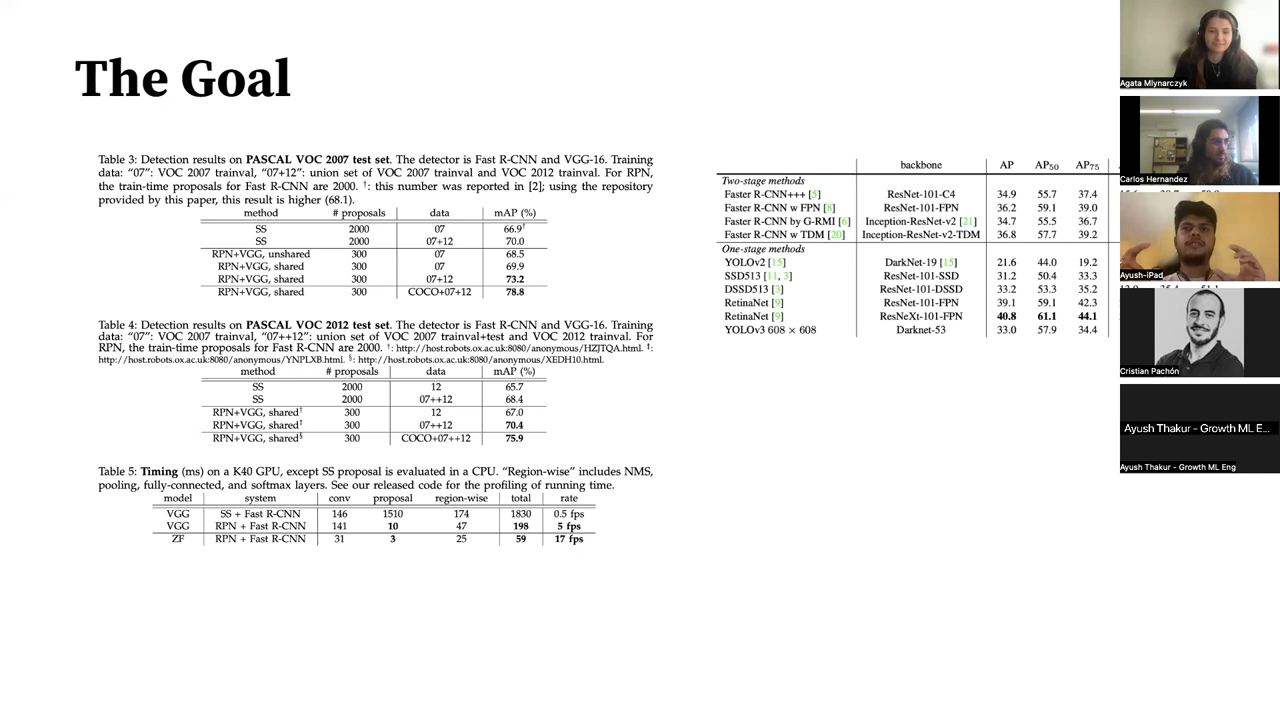 The Goal
Table 3: Detection results on PASCAL VOC 2007 test set. The detector is Fast R-CNN and VGG-16. Training
data: “07”: VOC 2007 trainval, “07+12”: union set of VOC 2007 trainval and VOC 2012 trainval. For RPN,
the train-time proposals for Fast R-CNN are 2000. †: this number was reported in [2]; using the repository
provided by this paper, this result is higher (68.1).
method # proposals data mAP (%)
SS 2000 07 66.9†
SS 2000 07+12 70.0
RPN+VGG, unshared 300 07 68.5
RPN+VGG, shared 300 07 69.9
RPN+VGG, shared 300 07+12 73.2
RPN+VGG, shared 300 COCO+07+12 78.8
Table 4: Detection results on PASCAL VOC 2012 test set. The detector is Fast R-CNN and VGG-16. Training
data: “07”: VOC 2007 trainval, “07++12”: union set of VOC 2007 trainval+test and VOC 2012 trainval. For
RPN, the train-time proposals for Fast R-CNN are 2000. †: http://host.robots.ox.ac.uk:8080/anonymous/HZJTQA.html. ‡:
http://host.robots.ox.ac.uk:8080/anonymous/YNPLXB.html. §: http://host.robots.ox.ac.uk:8080/anonymous/XEDH10.html.
method # proposals data mAP (%)
SS 2000 12 65.7
SS 2000 07++12 68.4
RPN+VGG, shared† 300 12 67.0
RPN+VGG, shared‡ 300 07++12 70.4
RPN+VGG, shared§ 300 COCO+07++12 75.9
Table 5: Timing (ms) on a K40 GPU, except SS proposal is evaluated in a CPU. “Region-wise” includes NMS,
pooling, fully-connected, and softmax layers. See our released code for the profiling of running time.
model system conv proposal region-wise total rate
VGG SS + Fast R-CNN 146 1510 174 1830 0.5 fps
VGG RPN + Fast R-CNN 141 10 47 198 5 fps
ZF RPN + Fast R-CNN 31 3 25 59 17 fps
backbone AP AP50 AP75
Two-stage methods
Faster R-CNN+++ [5] ResNet-101-C4 34.9 55.7 37.4
Faster R-CNN w FPN [8] ResNet-101-FPN 36.2 59.1 39.0
Faster R-CNN by G-RMI [6] Inception-ResNet-v2 [21] 34.7 55.5 36.7
Faster R-CNN w TDM [20] Inception-ResNet-v2-TDM 36.8 57.7 39.2
One-stage methods
YOLOv2 [15] DarkNet-19 [15] 21.6 44.0 19.2
SSD513 [11, 3] ResNet-101-SSD 31.2 50.4 33.3
DSSD513 [3] ResNet-101-DSSD 33.2 53.3 35.2
RetinaNet [9] ResNet-101-FPN 39.1 59.1 42.3
RetinaNet [9] ResNeXt-101-FPN 40.8 61.1 44.1
YOLOv3 608 × 608 Darknet-53 33.0 57.9 34.4
Agata Mlynarczyk
Carlos Hernandez
Ayush-iPad
Cristian Pachón
Ayush Thakur - Growth ML E...
Ayush Thakur - Growth ML Eng